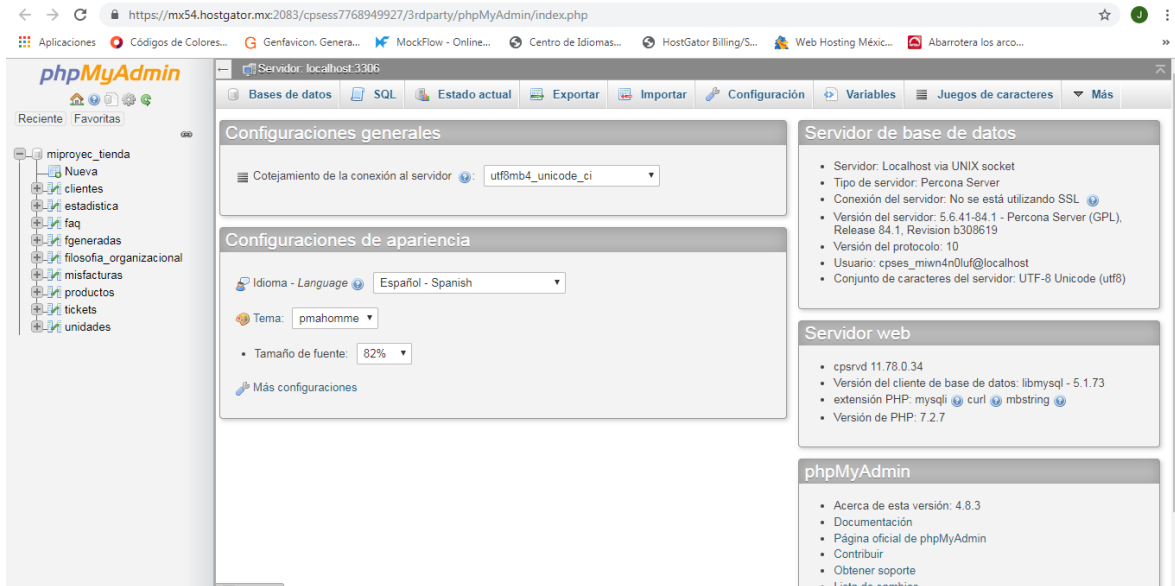 https://mx54.hostgator.mx:2083/cpsess7768949927/3rdparty/phpMyAdmin/index.php
J
Aplicaciones Códigos de Colores... Genfavicon. Genera... MockFlow - Online... Centro de Idiomas... HostGator Billing/S... Web Hosting Méxic... Abarrotera los arco... »
phpMyAdmin
Reciente Favoritas
miproyec_tienda
Nueva
clientes
estadistica
faq
fgeneradas
filosofia_organizacional
misfacturas
productos
tickets
unidades
Servidor: localhost:3306
Bases de datos SQL Estado actual Exportar Importar Configuración Variables Juegos de caracteres Más
Configuraciones generales
Cotejamiento de la conexión al servidor : utf8mb4_unicode_ci
Configuraciones de apariencia
Idioma - Language Español - Spanish
Tema: pmahomme
• Tamaño de fuente: 82%
Más configuraciones
Servidor de base de datos
• Servidor: Localhost via UNIX socket
• Tipo de servidor: Percona Server
• Conexión del servidor: No se está utilizando SSL
• Versión del servidor: 5.6.41-84.1 - Percona Server (GPL),
Release 84.1, Revision b308619
• Versión del protocolo: 10
• Usuario: cpses_miwn4n0luf@localhost
• Conjunto de caracteres del servidor: UTF-8 Unicode (utf8)
Servidor web
• cpsrvd 11.78.0.34
• Versión del cliente de base de datos: libmysql - 5.1.73
• extensión PHP: mysqli curl mbstring
• Versión de PHP: 7.2.7
phpMyAdmin
• Acerca de esta versión: 4.8.3
• Documentación
• Página oficial de phpMyAdmin
• Contribuir
• Obtener soporte
• Lista de cambios